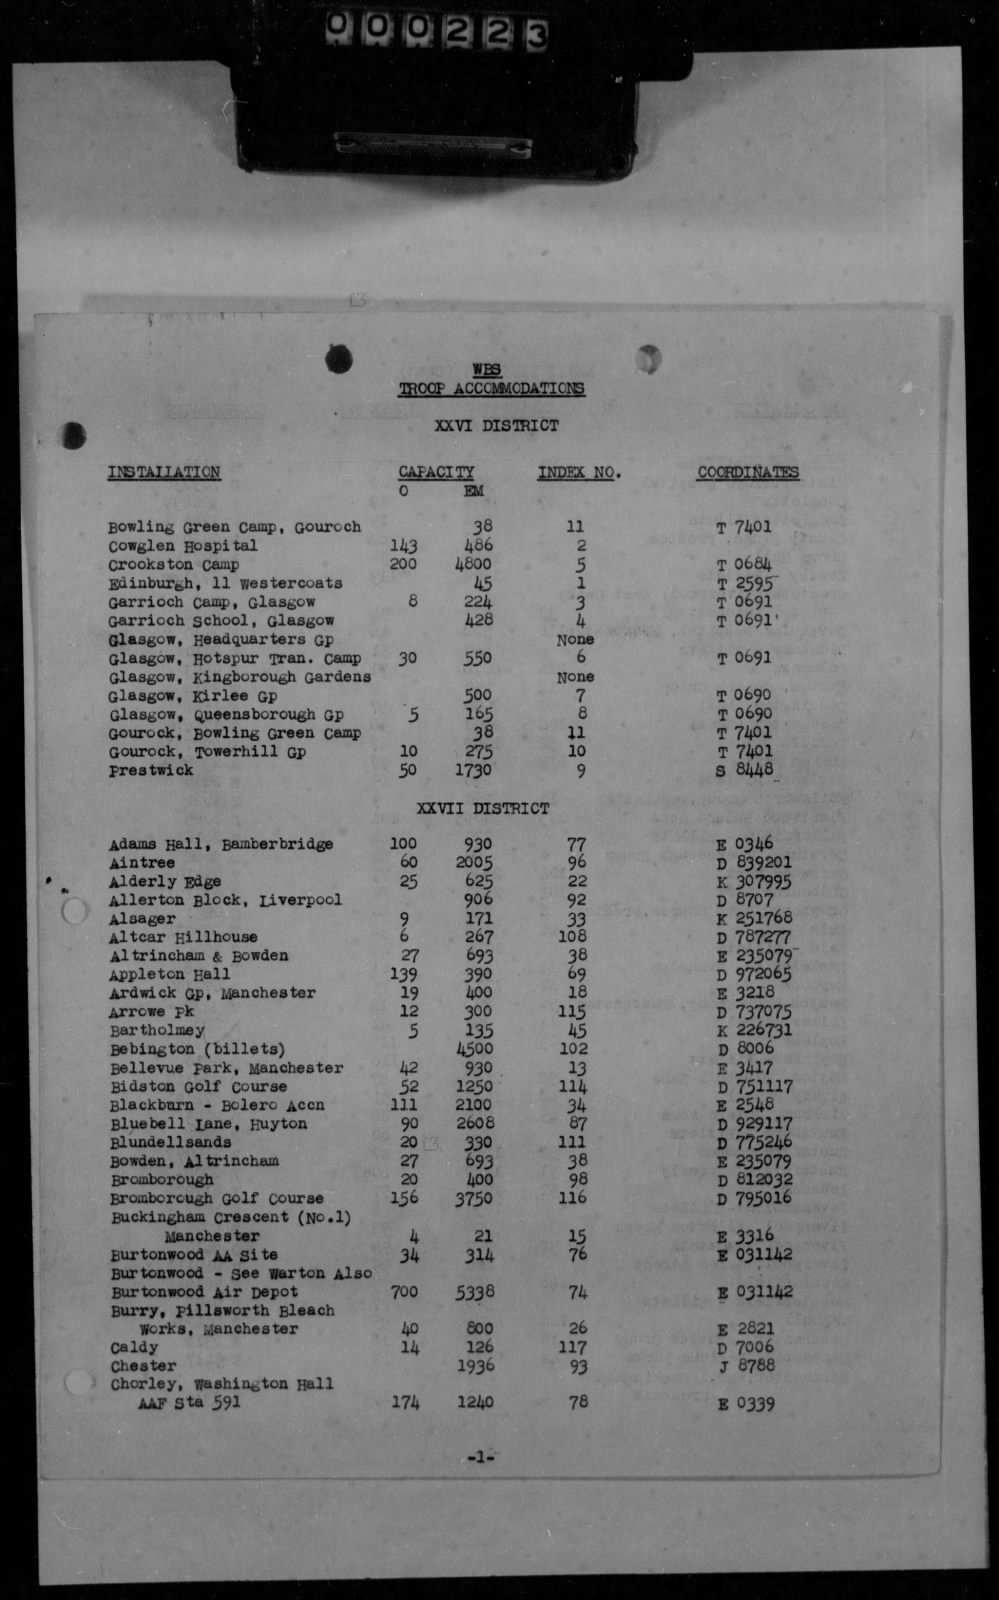 000223
WBS
TROOP ACCOMMODATIONS
XXVI DISTRICT
INSTALLATION CAPACITY INDEX NO. COORDINATES
O EM
Bowling Green Camp, Gouroch 38 11 T 7401
Cowglen Hospital 143 486 2
Crookston Camp 200 4800 5 T 0684
Edinburgh, 11 Westercoats 45 1 T 2595
Garrioch Camp, Glasgow 8 224 3 T 0691
Garrioch School, Glasgow 428 4 T 0691
Glasgow, Headquarters Gp None
Glasgow, Hotspur Tran. Camp 30 550 6 T 0691
Glasgow, Kingborough Gardens None
Glasgow, Kirlee Gp 500 7 T 0690
Glasgow, Queensborough Gp 5 165 8 T 0690
Gourock, Bowling Green Camp 38 11 T 7401
Gourock, Towerhill Gp 10 275 10 T 7401
Prestwick 50 1730 9 S 8448
XXVII DISTRICT
Adams Hall, Bamberbridge 100 930 77 E 0346
Aintree 60 2005 96 D 839201
Alderly Edge 25 625 22 K 307995
Allerton Block, Liverpool 906 92 D 8707
Alsager 9 171 33 K 251768
Altcar Hillhouse 6 267 108 D 787277
Altrincham & Bowden 27 693 38 E 235079
Appleton Hall 139 390 69 D 972065
Ardwick Gp, Manchester 19 400 18 E 3218
Arrowe Pk 12 300 115 D 737075
Bartholmey 5 135 45 K 226731
Bebington (billets) 4500 102 D 8006
Bellevue Park, Manchester 42 930 13 E 3417
Bidston Golf Course 52 1250 114 D 751117
Blackburn - Bolero Accn 111 2100 34 E 2548
Bluebell Lane, Huyton 90 2608 87 D 929117
Blundellsands 20 330 111 D 775246
Bowden, Altrincham 27 693 38 E 235079
Bromborough 20 400 98 D 812032
Bromborough Golf Course 156 3750 116 D 795016
Buckingham Crescent (No.1)
Manchester 4 21 15 E 3316
Burtonwood AA Site 34 314 76 E 031142
Burtonwood - See Warton Also
Burtonwood Air Depot 700 5338 74 E 031142
Burry, Pillsworth Bleach
Works, Manchester 40 800 26 E 2821
Caldy 14 126 117 D 7006
Chester 1936 93 J 8788
Chorley, Washington Hall
AAF Sta 591 174 1240 78 E 0339
-1-